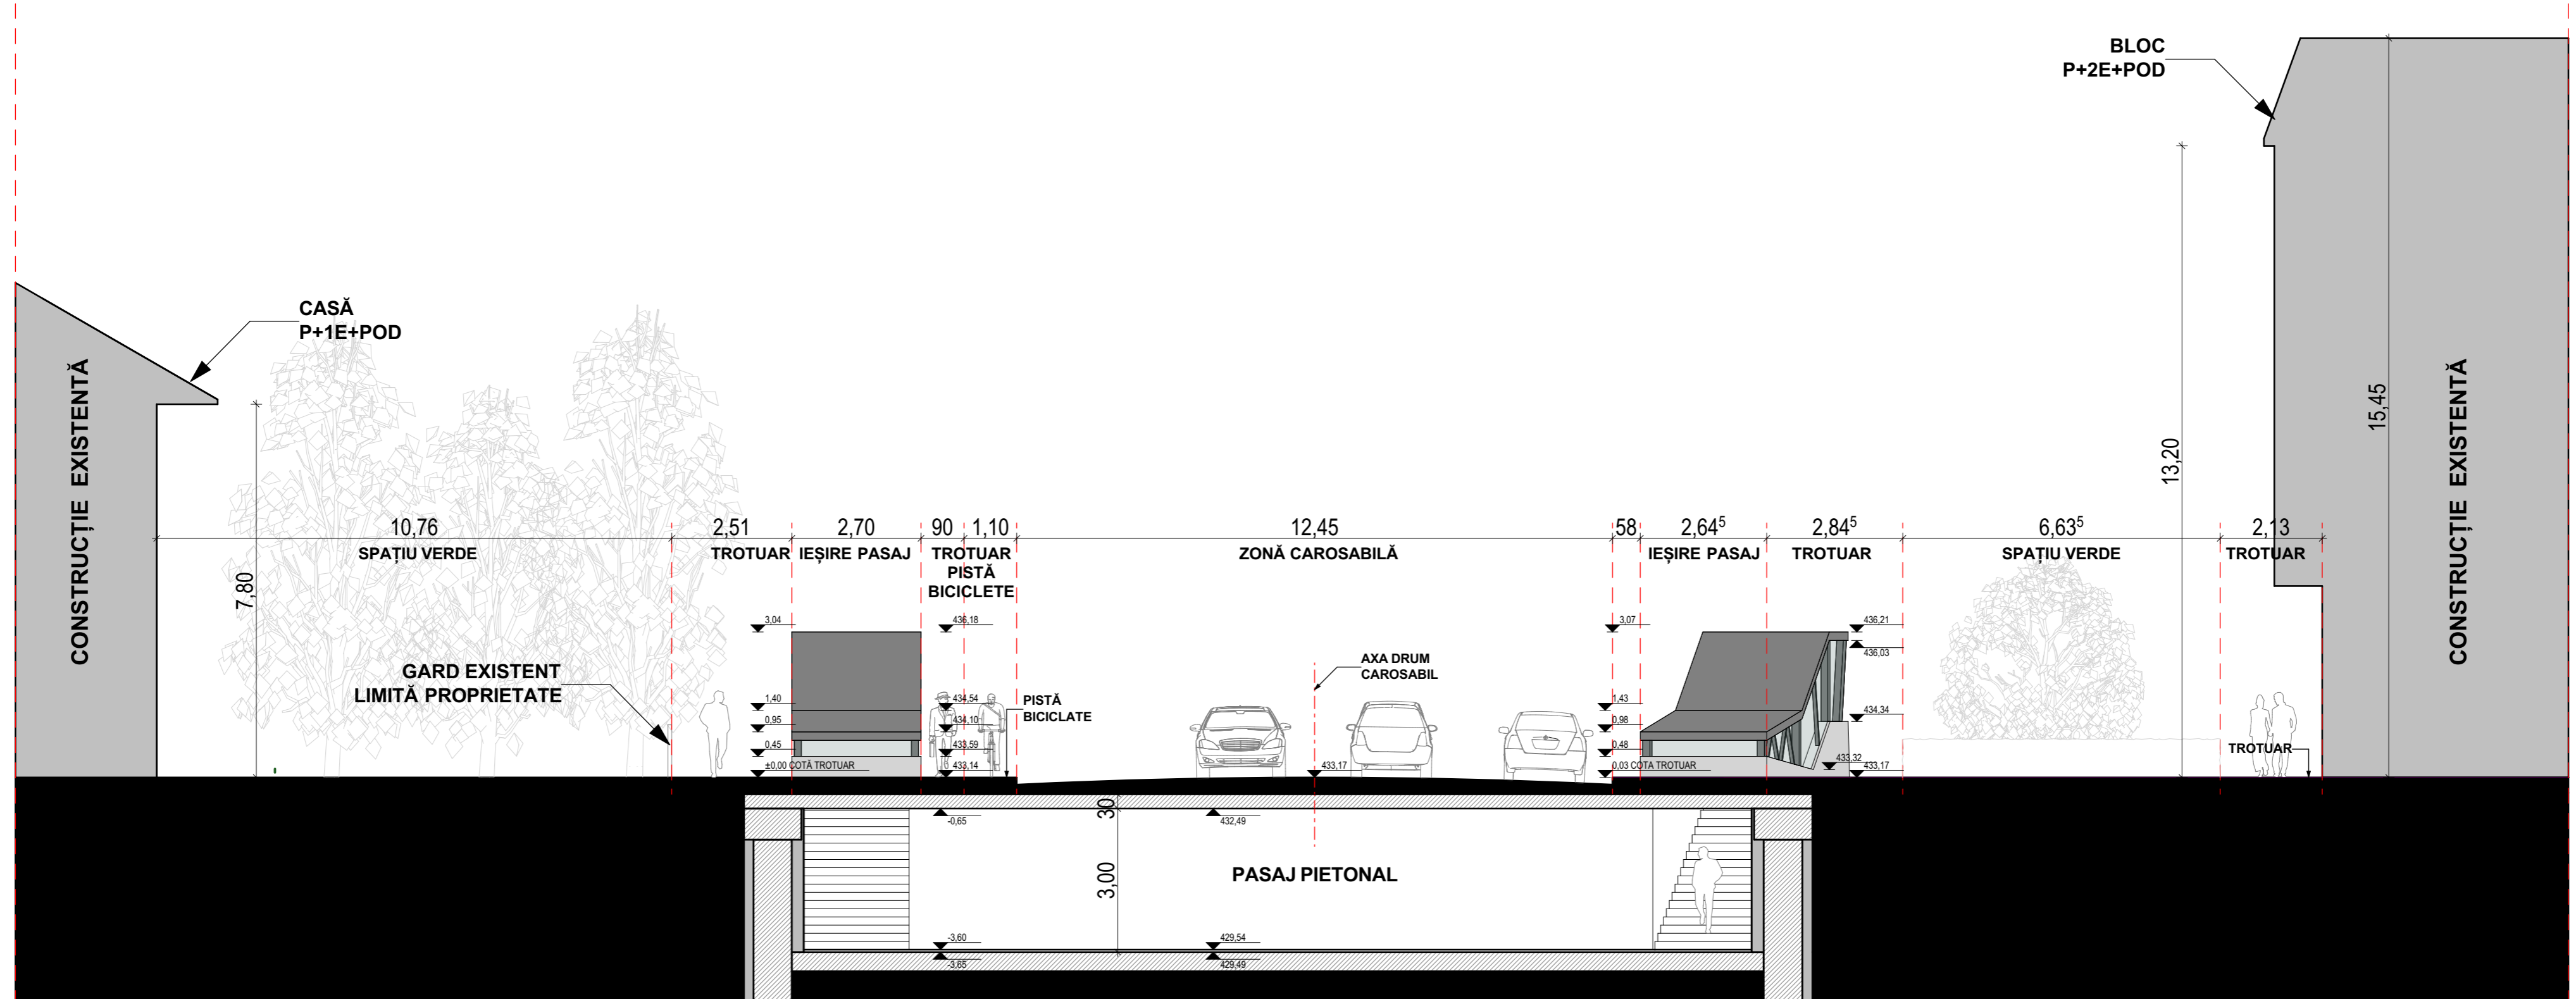 BLOC
P+2E+POD
CASĂ
P+1E+POD
CONSTRUCȚIE EXISTENTĂ
CONSTRUCȚIE EXISTENTĂ
15,45
13,20
7,80
10,76
2,51
2,70
90
1,10
12,45
58
2,64⁵
2,84⁵
6,63⁵
2,13
SPAȚIU VERDE
TROTUAR
IEȘIRE PASAJ
TROTUAR
PISTĂ
BICICLETE
ZONĂ CAROSABILĂ
IEȘIRE PASAJ
TROTUAR
SPAȚIU VERDE
TROTUAR
GARD EXISTENT
LIMITĂ PROPRIETATE
3,04
1,40
0,95
0,45
±0,00 COTĂ TROTUAR
436,18
434,54
434,10
433,59
433,14
PISTĂ
BICICLATE
AXA DRUM
CAROSABIL
433,17
3,07
1,43
0,98
0,48
0,03 COTA TROTUAR
436,21
436,03
434,34
433,32
433,17
TROTUAR
30
3,00
-0,65
432,49
PASAJ PIETONAL
-3,60
-3,65
429,54
429,49